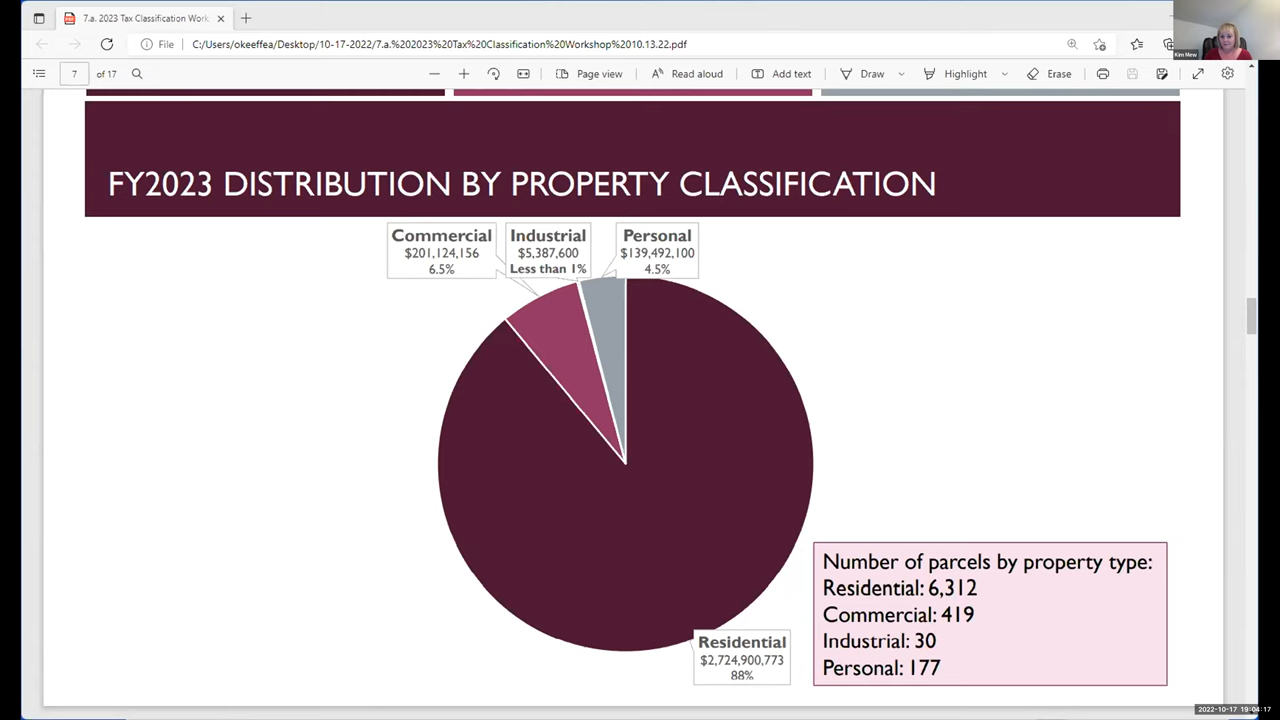 7.a. 2023 Tax Classification Work
File
C:/Users/okeeffea/Desktop/10-17-2022/7.a.%202023%20Tax%20Classification%20Workshop%2010.13.22.pdf
7 of 17
Page view
Read aloud
Add text
Draw
Highlight
Erase
Kim Mew
FY2023 DISTRIBUTION BY PROPERTY CLASSIFICATION
Commercial
$201,124,156
6.5%
Industrial
$5,387,600
Less than 1%
Personal
$139,492,100
4.5%
Residential
$2,724,900,773
88%
Number of parcels by property type:
Residential: 6,312
Commercial: 419
Industrial: 30
Personal: 177
2022-10-17 19:04:17